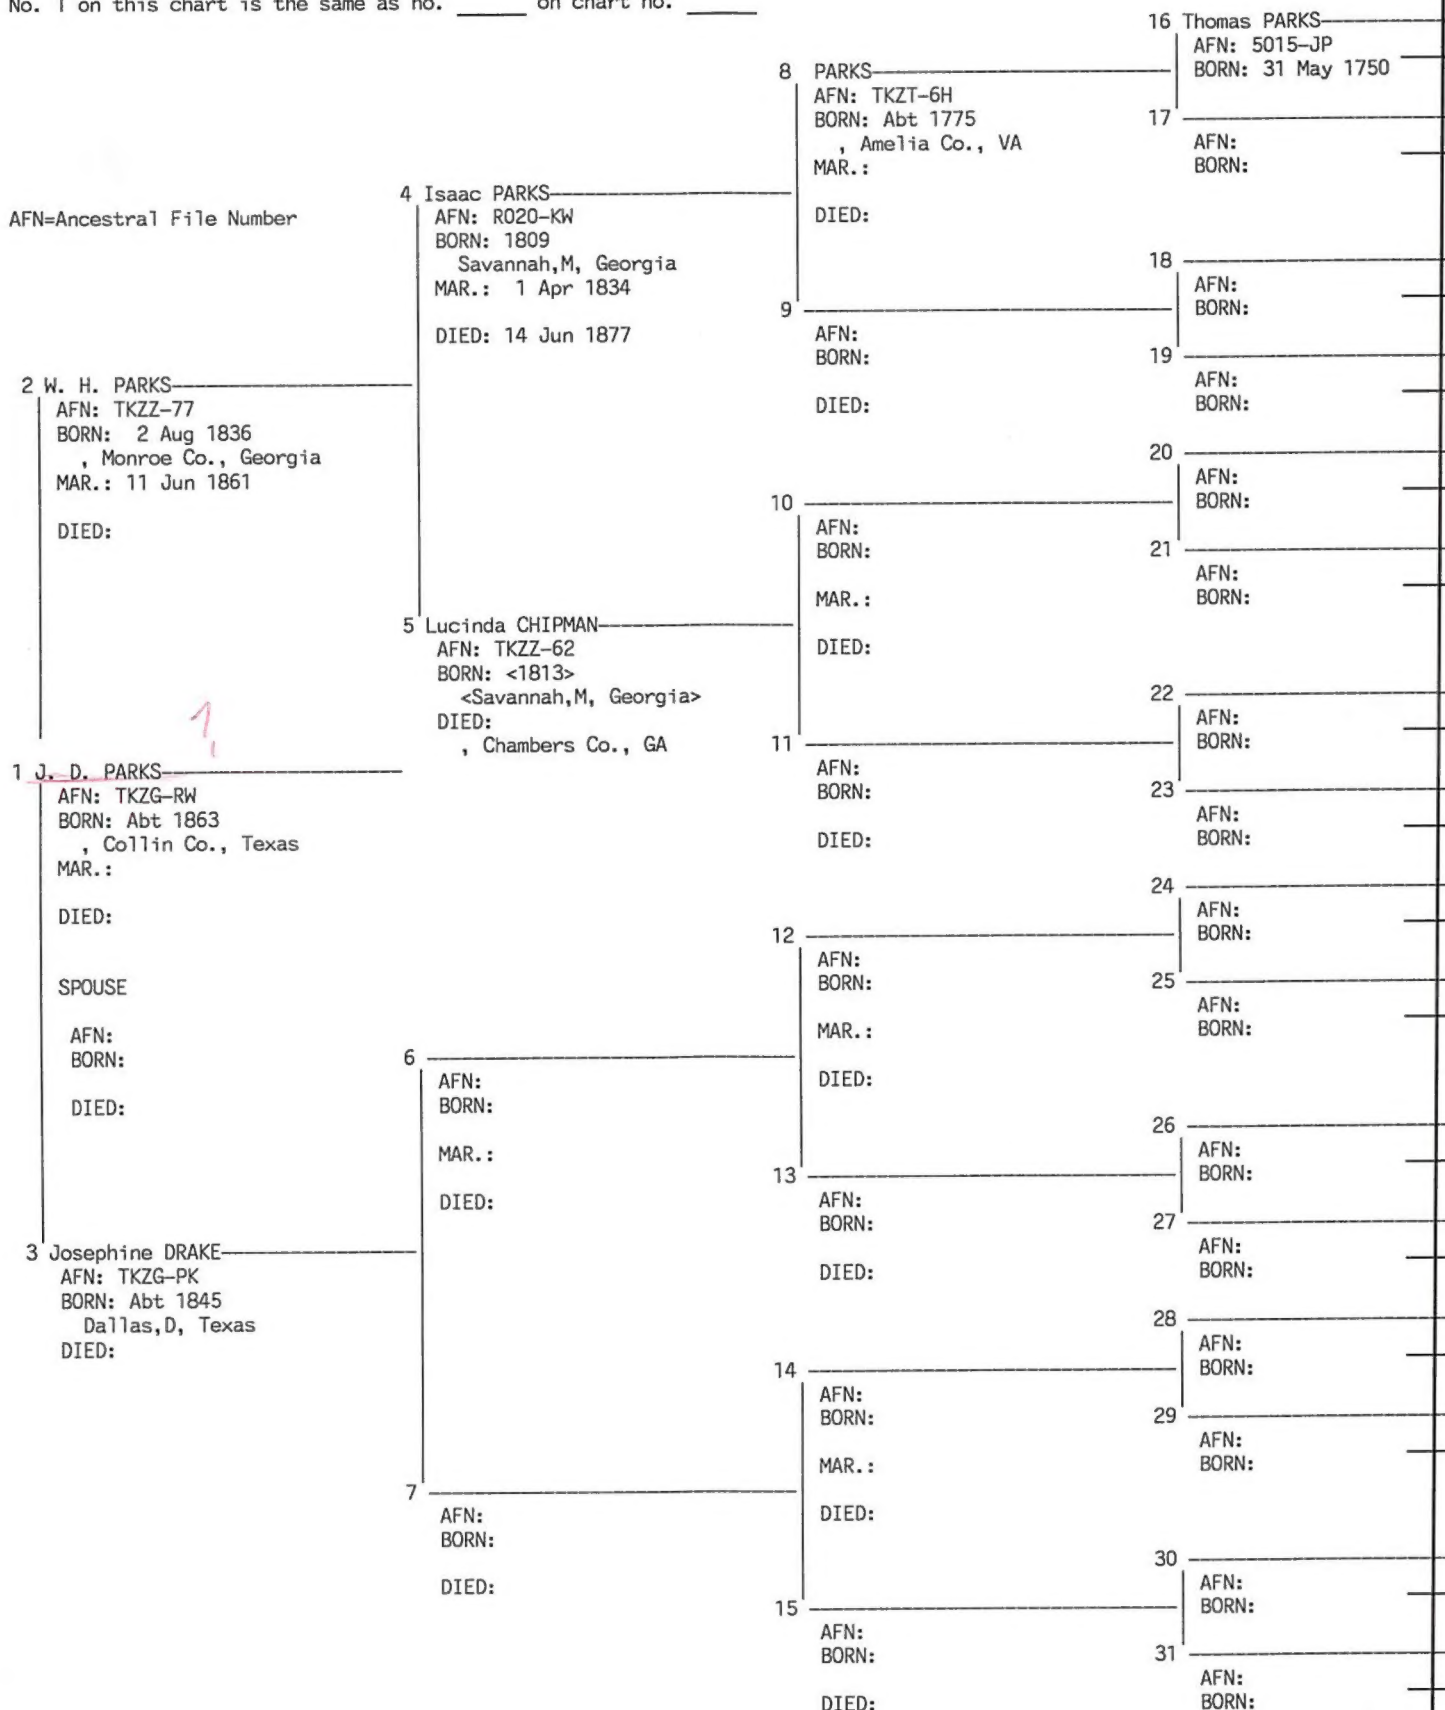 No. 1 on this chart is the same as no. _____ on chart no. _____
AFN=Ancestral File Number
1,
1 J. D. PARKS
AFN: TKZG-RW
BORN: Abt 1863
, Collin Co., Texas
MAR.:
DIED:
SPOUSE
AFN:
BORN:
DIED:
2 W. H. PARKS
AFN: TKZZ-77
BORN: 2 Aug 1836
, Monroe Co., Georgia
MAR.: 11 Jun 1861
DIED:
3 Josephine DRAKE
AFN: TKZG-PK
BORN: Abt 1845
Dallas,D, Texas
DIED:
4 Isaac PARKS
AFN: R020-KW
BORN: 1809
Savannah,M, Georgia
MAR.: 1 Apr 1834
DIED: 14 Jun 1877
5 Lucinda CHIPMAN
AFN: TKZZ-62
BORN: <1813>
<Savannah,M, Georgia>
DIED:
, Chambers Co., GA
6
AFN:
BORN:
MAR.:
DIED:
7
AFN:
BORN:
DIED:
8 PARKS
AFN: TKZT-6H
BORN: Abt 1775
, Amelia Co., VA
MAR.:
DIED:
9
AFN:
BORN:
DIED:
10
AFN:
BORN:
MAR.:
DIED:
11
AFN:
BORN:
DIED:
12
AFN:
BORN:
MAR.:
DIED:
13
AFN:
BORN:
DIED:
14
AFN:
BORN:
MAR.:
DIED:
15
AFN:
BORN:
DIED:
16 Thomas PARKS
AFN: 5015-JP
BORN: 31 May 1750
17
AFN:
BORN:
18
AFN:
BORN:
19
AFN:
BORN:
20
AFN:
BORN:
21
AFN:
BORN:
22
AFN:
BORN:
23
AFN:
BORN:
24
AFN:
BORN:
25
AFN:
BORN:
26
AFN:
BORN:
27
AFN:
BORN:
28
AFN:
BORN:
29
AFN:
BORN:
30
AFN:
BORN:
31
AFN:
BORN: